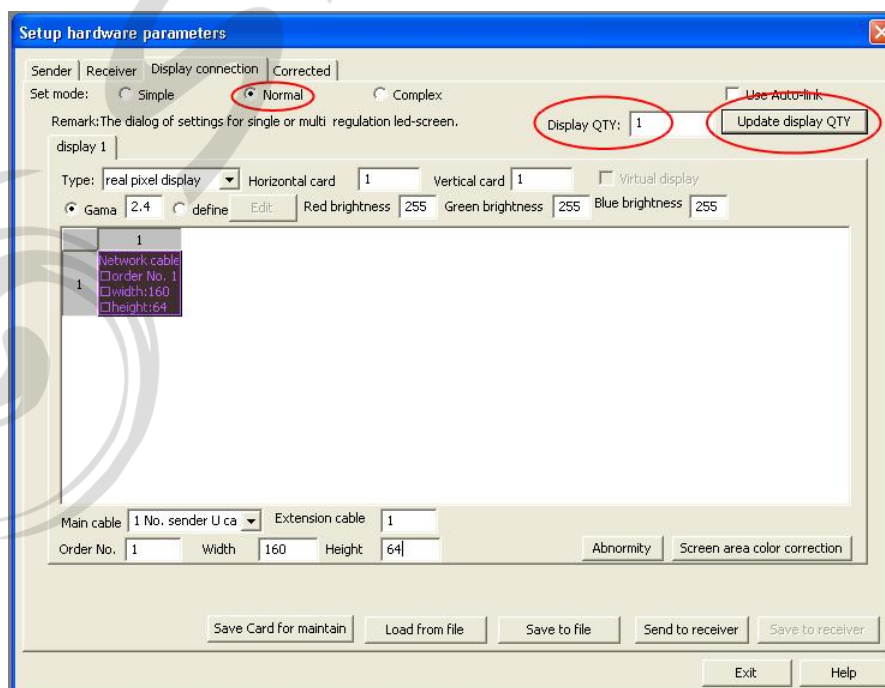 Setup hardware parameters
Sender Receiver Display connection Corrected
Set mode: Simple Normal Complex Use Auto-link
Remark:The dialog of settings for single or multi regulation led-screen. Display QTY: 1 Update display QTY
display 1
Type: real pixel display Horizontal card 1 Vertical card 1 Virtual display
Gama 2.4 define Edit Red brightness 255 Green brightness 255 Blue brightness 255
1
1
Network cable
□order No. 1
□width:160
□height:64
Main cable 1 No. sender U ca Extension cable 1
Order No. 1 Width 160 Height 64 Abnormity Screen area color correction
Save Card for maintain Load from file Save to file Send to receiver Save to receiver
Exit Help